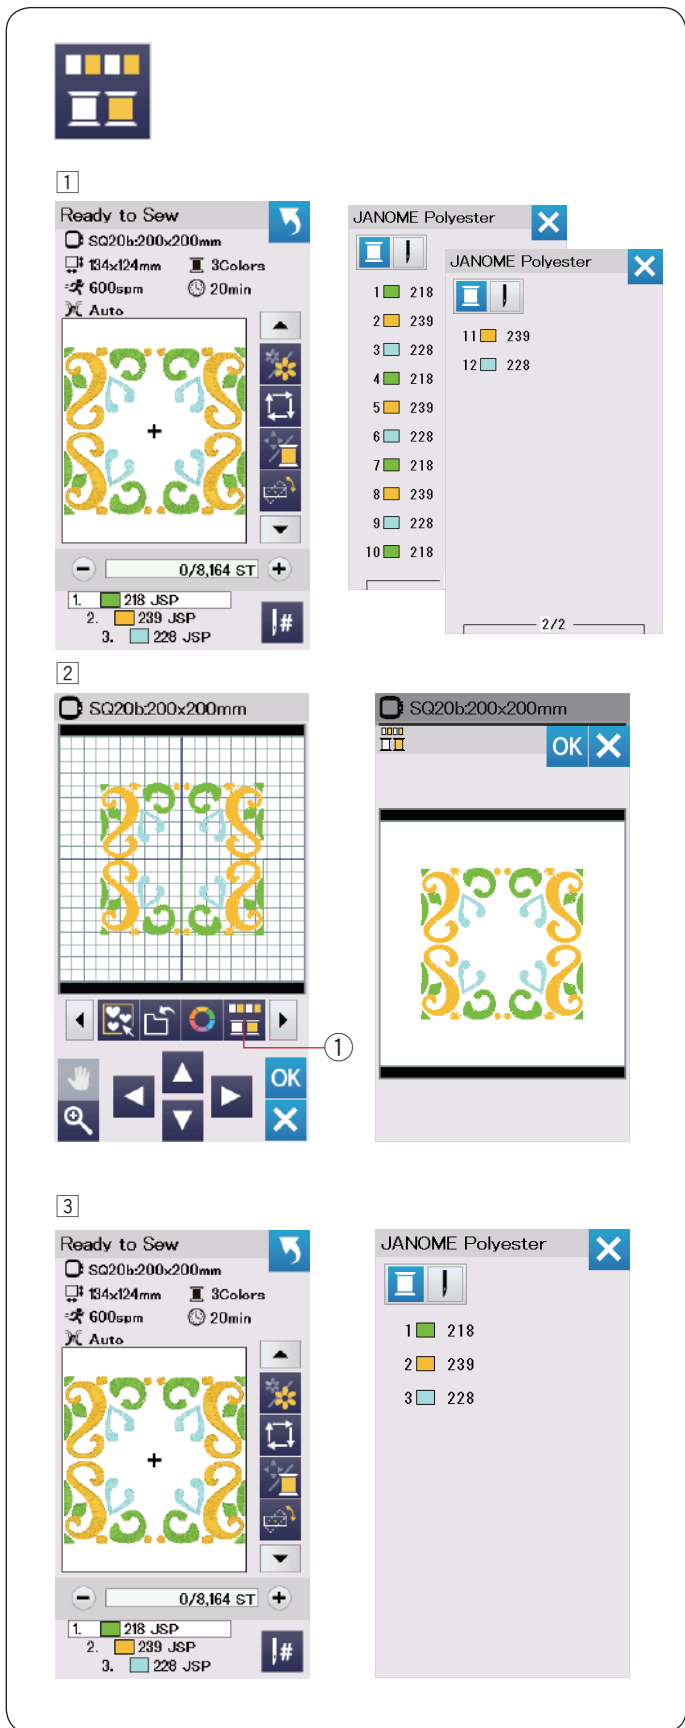 1
Ready to Sew
SQ20b:200x200mm
134x124mm 3Colors
600spm 20min
Auto
0/8,164 ST
1. 218 JSP
2. 239 JSP
3. 228 JSP
#
JANOME Polyester
1 218
2 239
3 228
4 218
5 239
6 228
7 218
8 239
9 228
10 218
JANOME Polyester
11 239
12 228
2/2
2
SQ20b:200x200mm
1
OK
SQ20b:200x200mm
OK
3
Ready to Sew
SQ20b:200x200mm
134x124mm 3Colors
600spm 20min
Auto
0/8,164 ST
1. 218 JSP
2. 239 JSP
3. 228 JSP
#
JANOME Polyester
1 218
2 239
3 228